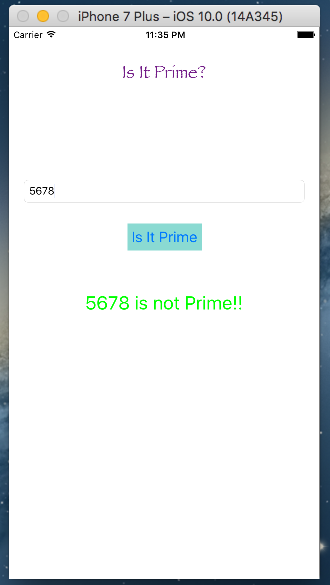 iPhone 7 Plus – iOS 10.0 (14A345)
Carrier 11:35 PM
Is It Prime?
5678
Is It Prime
5678 is not Prime!!